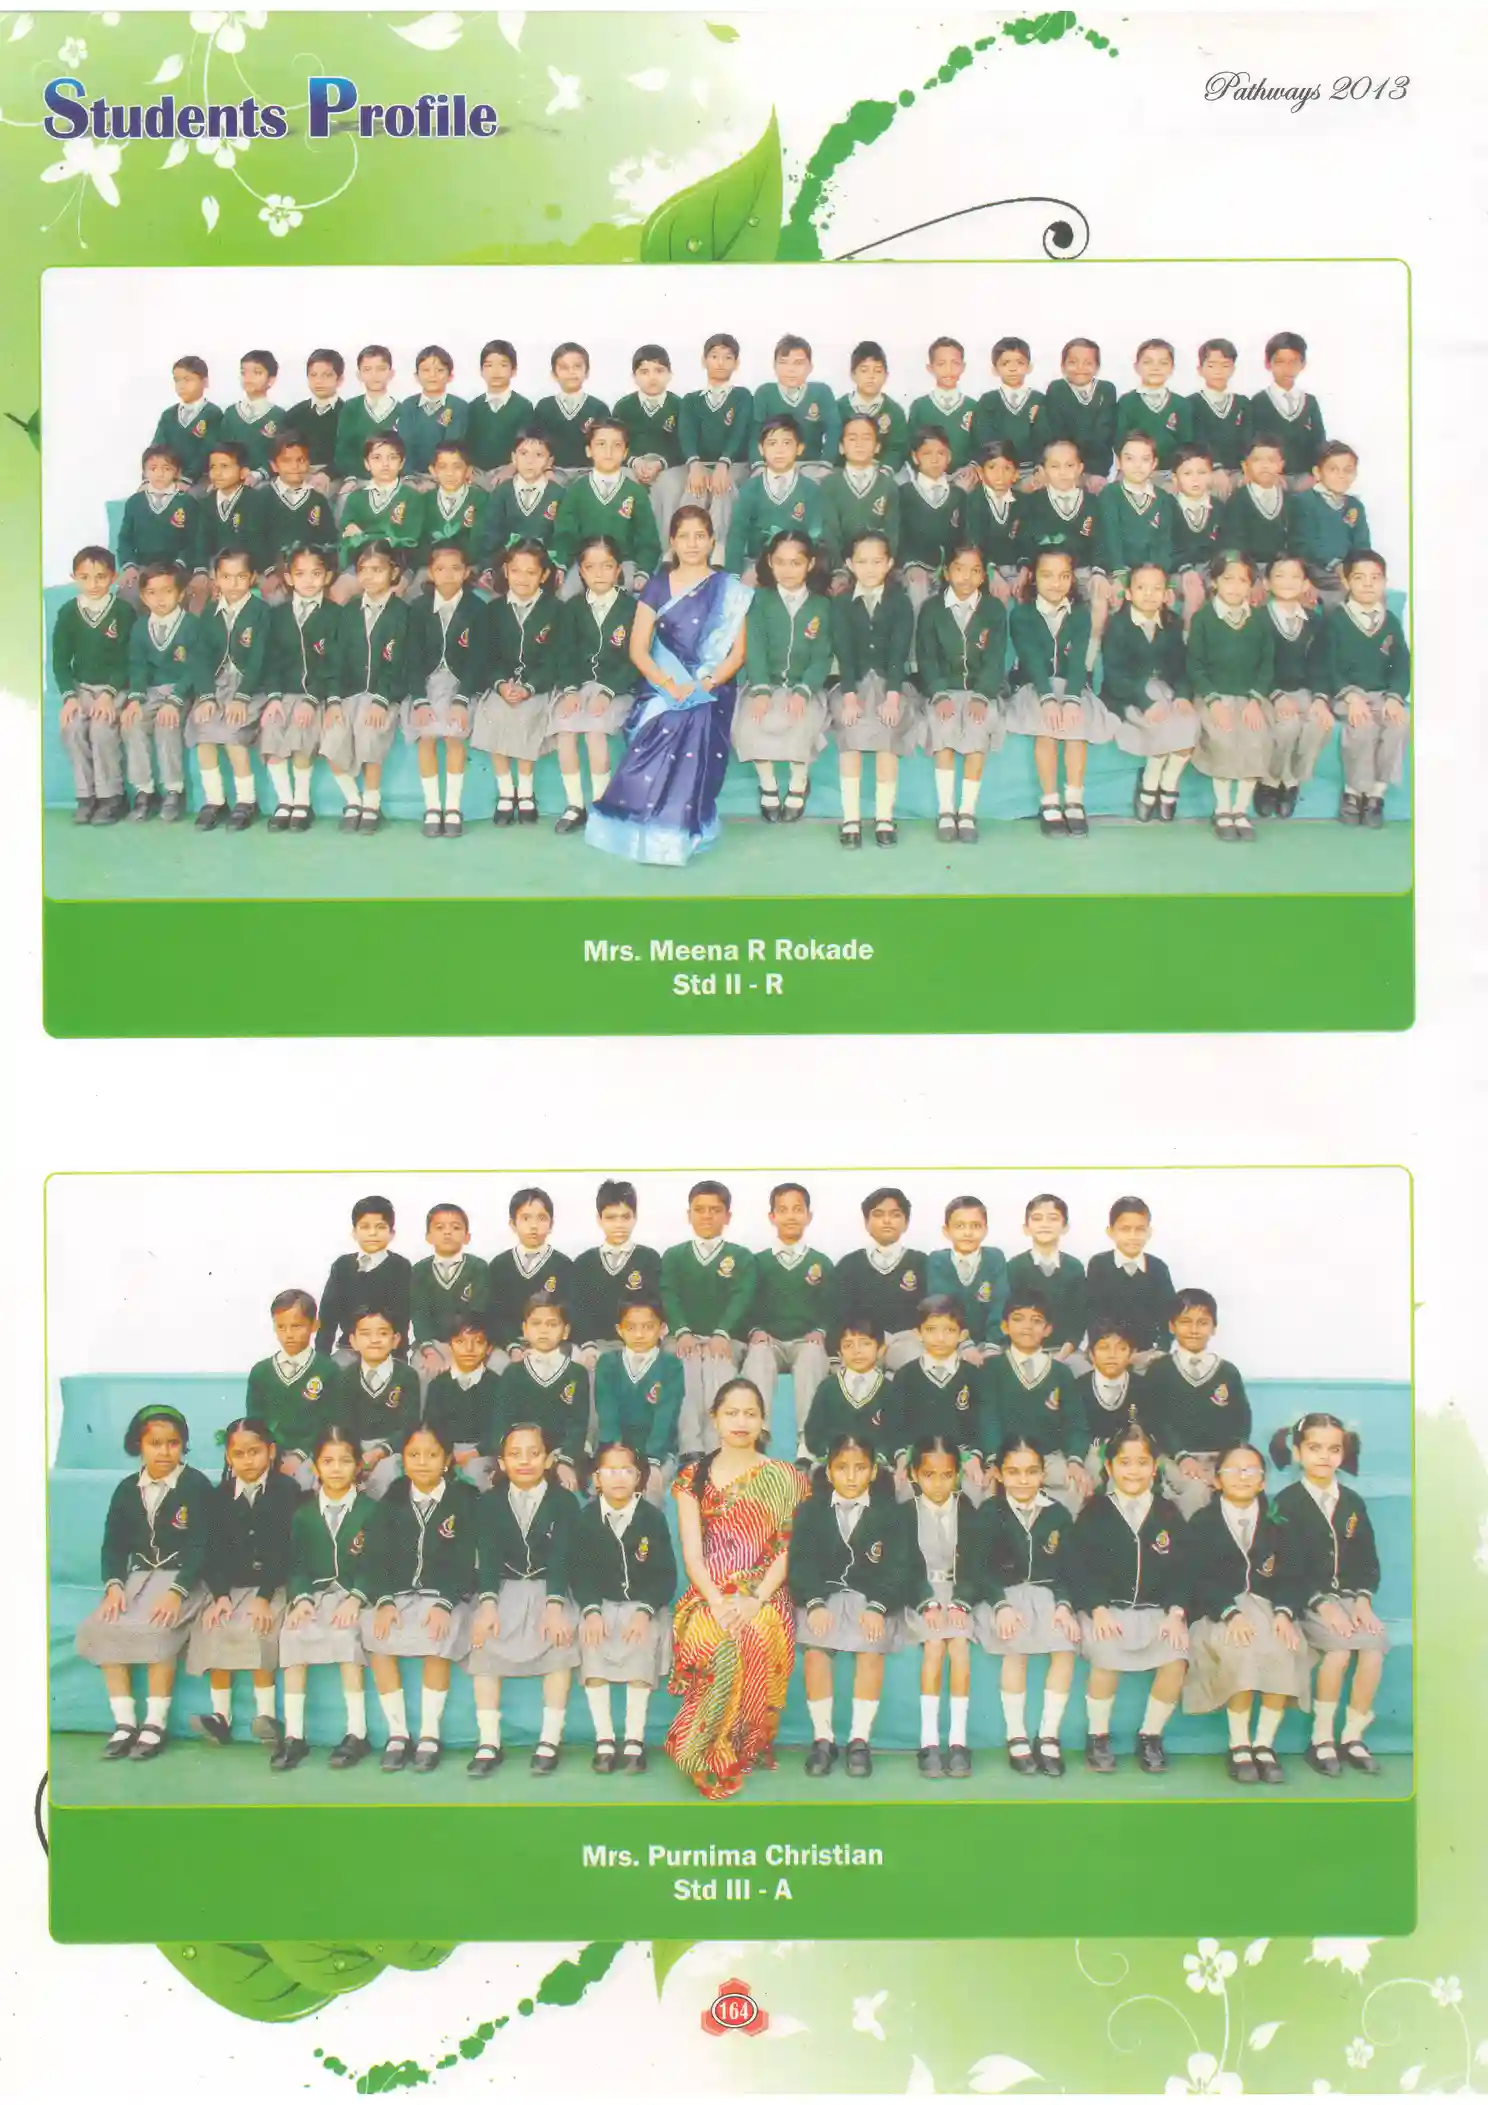 Students Profile
Pathways 2013
Mrs. Meena R Rokade
Std II - R
Mrs. Purnima Christian
Std III - A
164